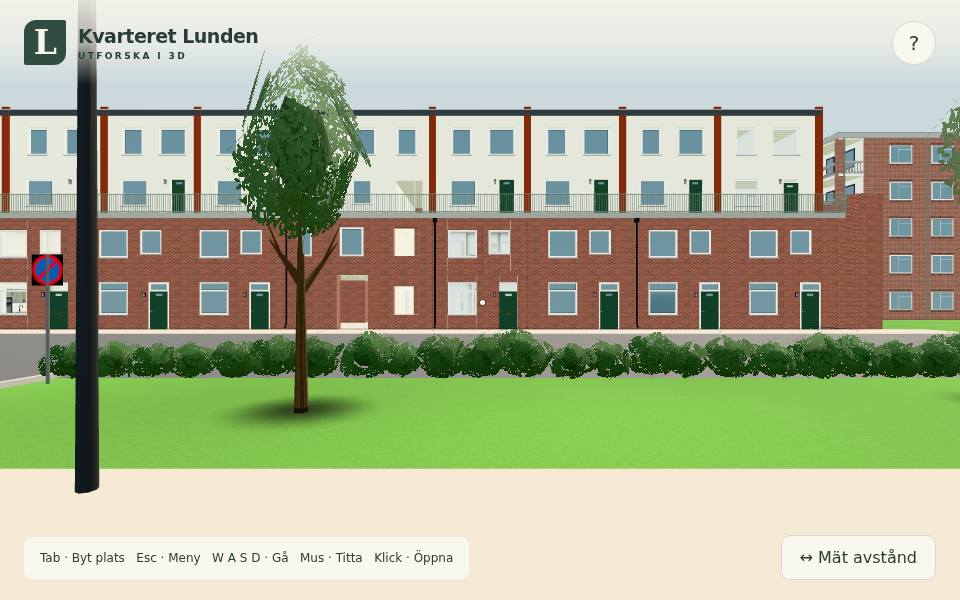 L
Kvarteret Lunden
UTFORSKA I 3D
?
Tab · Byt plats Esc · Meny W A S D · Gå Mus · Titta Klick · Öppna
↔ Mät avstånd